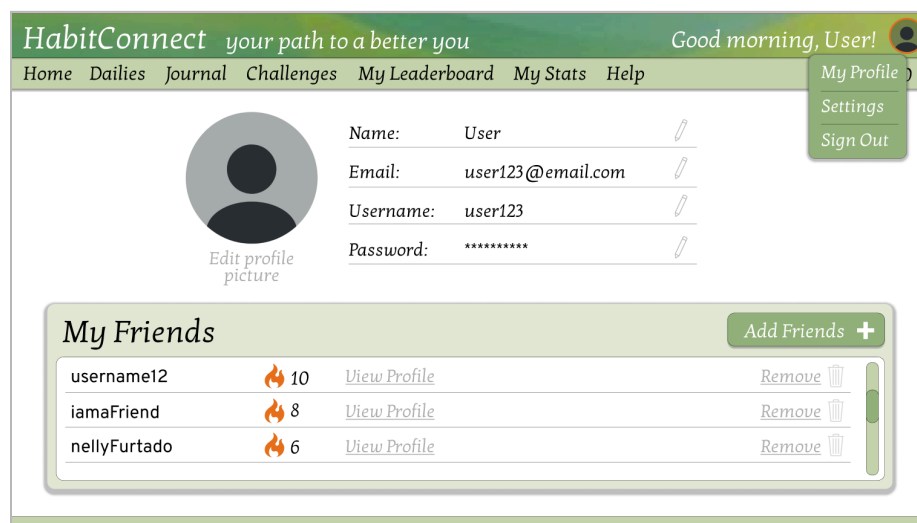 HabitConnect your path to a better you Good morning, User!
Home Dailies Journal Challenges My Leaderboard My Stats Help
My Profile
Settings
Sign Out
Name: User
Email: user123@email.com
Username: user123
Password: **********
Edit profile
picture
My Friends Add Friends
username12 10 View Profile Remove
iamaFriend 8 View Profile Remove
nellyFurtado 6 View Profile Remove